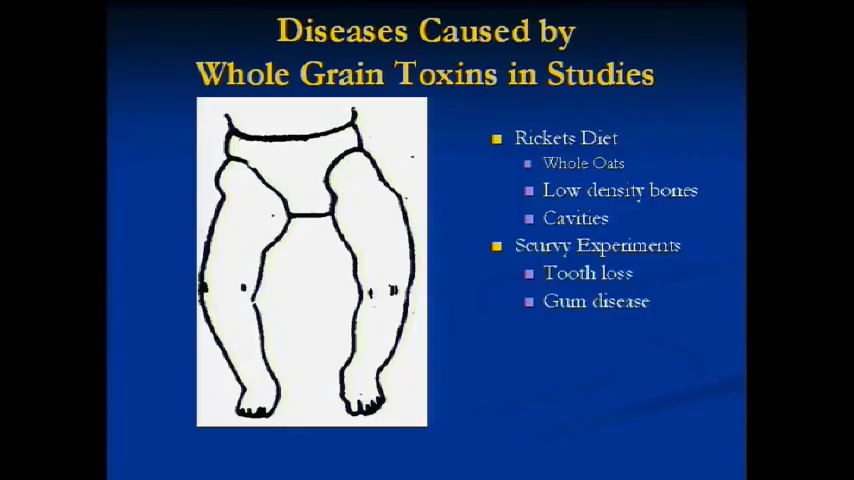 Diseases Caused by
Whole Grain Toxins in Studies
Rickets Diet
Whole Oats
Low density bones
Cavities
Scurvy Experiments
Tooth loss
Gum disease